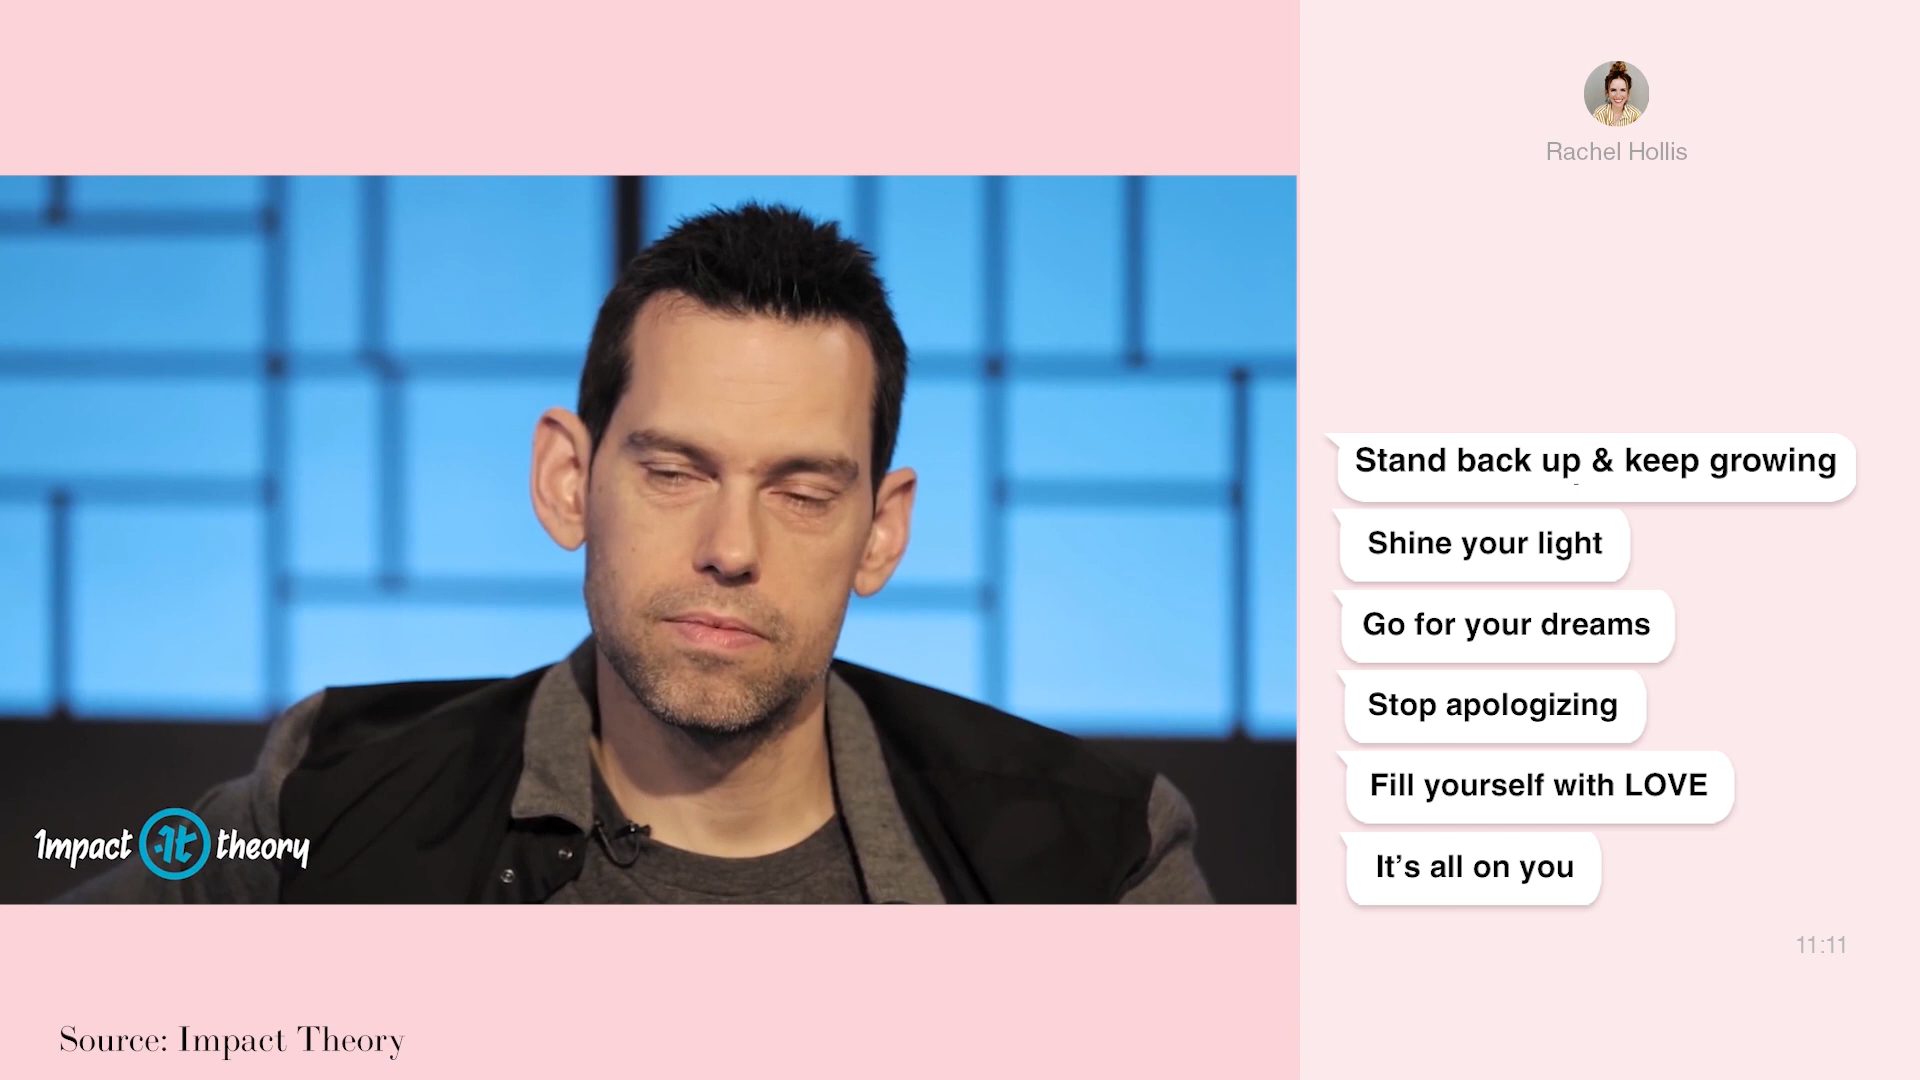 Rachel Hollis
Stand back up & keep growing
Shine your light
Go for your dreams
Stop apologizing
Fill yourself with LOVE
It’s all on you
11:11
Impact It theory
Source: Impact Theory